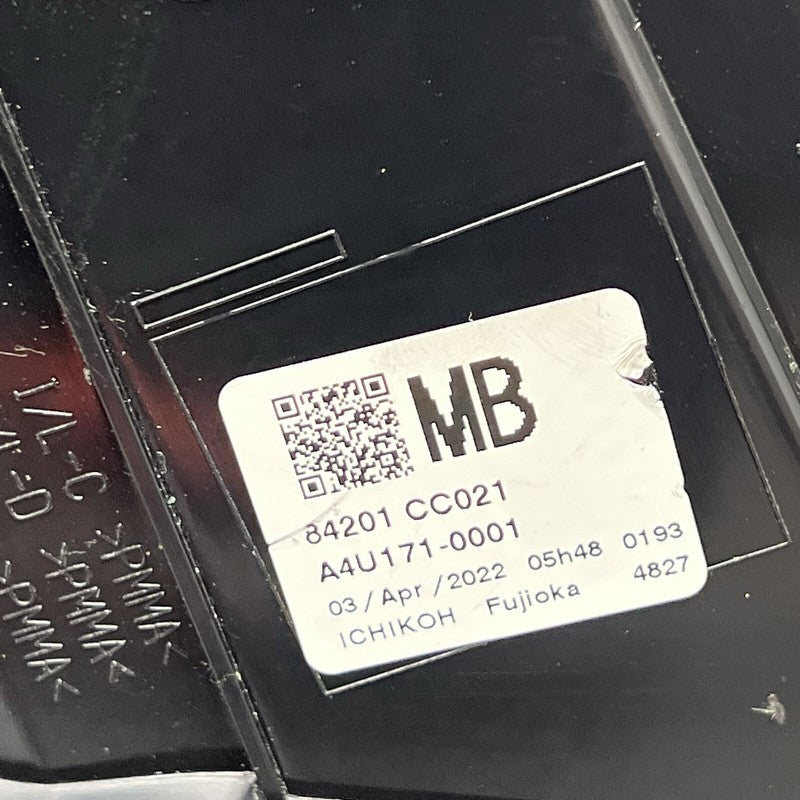 MB
84201 CC021
A4U171-0001
03/Apr/2022 05h48 0193
ICHIKOH Fujioka 4827
I/L-C >PMMA<
-D >PMMA<
>PMMA<